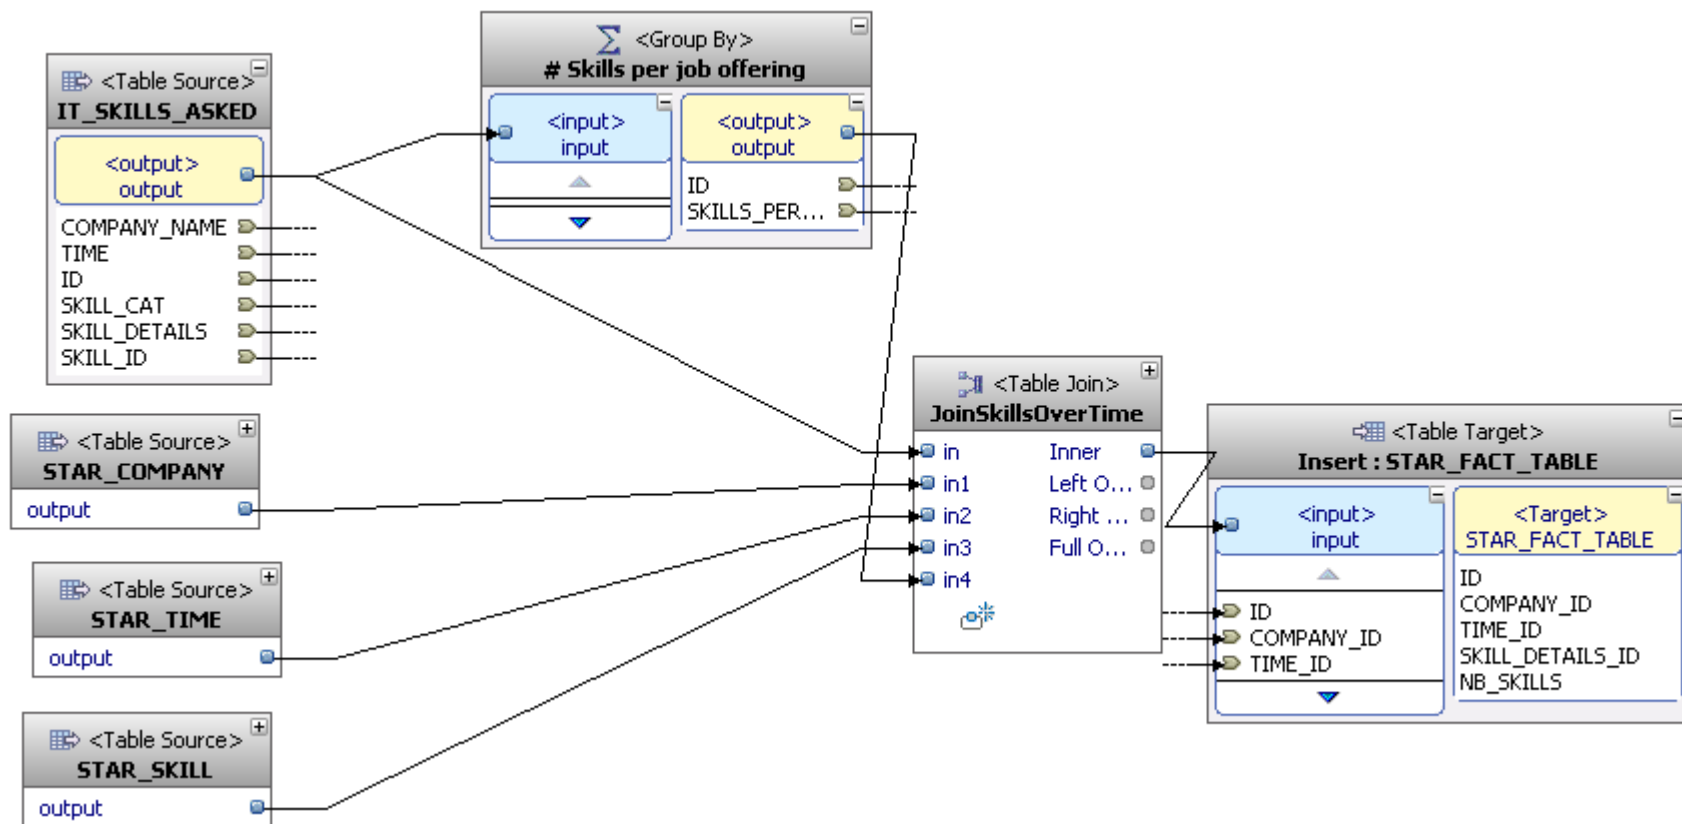 <Table Source>
IT_SKILLS_ASKED
<output>
output
COMPANY_NAME
TIME
ID
SKILL_CAT
SKILL_DETAILS
SKILL_ID
<Group By>
# Skills per job offering
<input>
input
<output>
output
ID
SKILLS_PER...
<Table Source>
STAR_COMPANY
output
<Table Source>
STAR_TIME
output
<Table Source>
STAR_SKILL
output
<Table Join>
JoinSkillsOverTime
in Inner
in1 Left O...
in2 Right ...
in3 Full O...
in4
<Table Target>
Insert : STAR_FACT_TABLE
<input>
input
ID
COMPANY_ID
TIME_ID
<Target>
STAR_FACT_TABLE
ID
COMPANY_ID
TIME_ID
SKILL_DETAILS_ID
NB_SKILLS